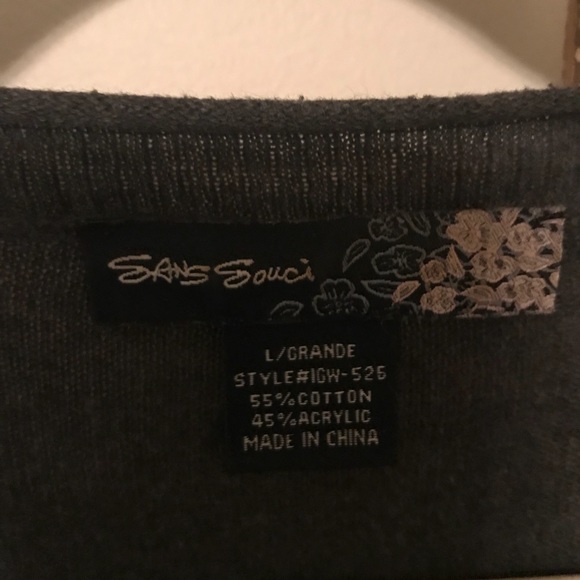 Sans Souci
L/GRANDE
STYLE#IGW-526
55%COTTON
45%ACRYLIC
MADE IN CHINA